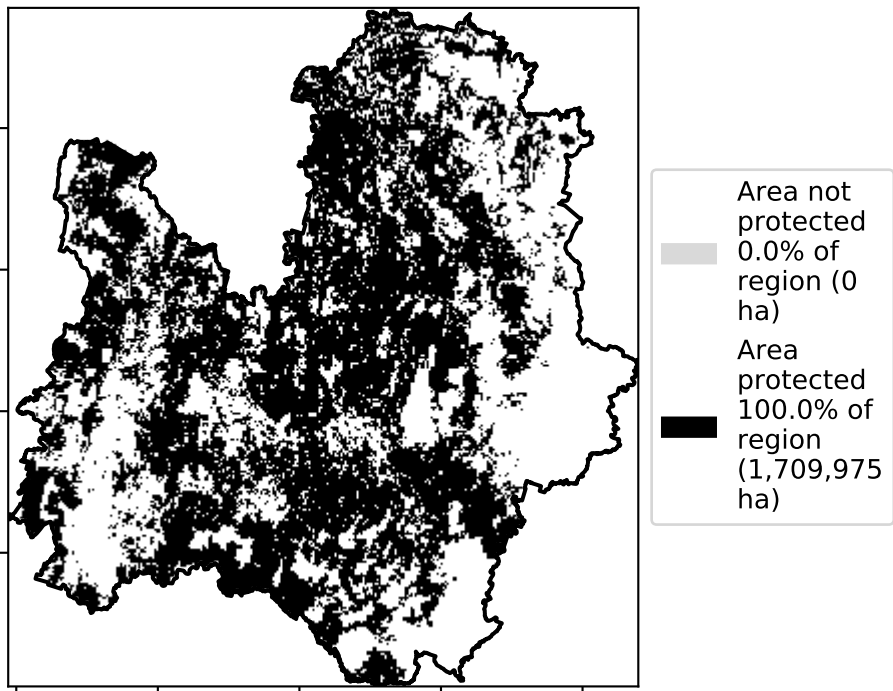 Area not
protected
0.0% of
region (0
ha)
Area
protected
100.0% of
region
(1,709,975
ha)